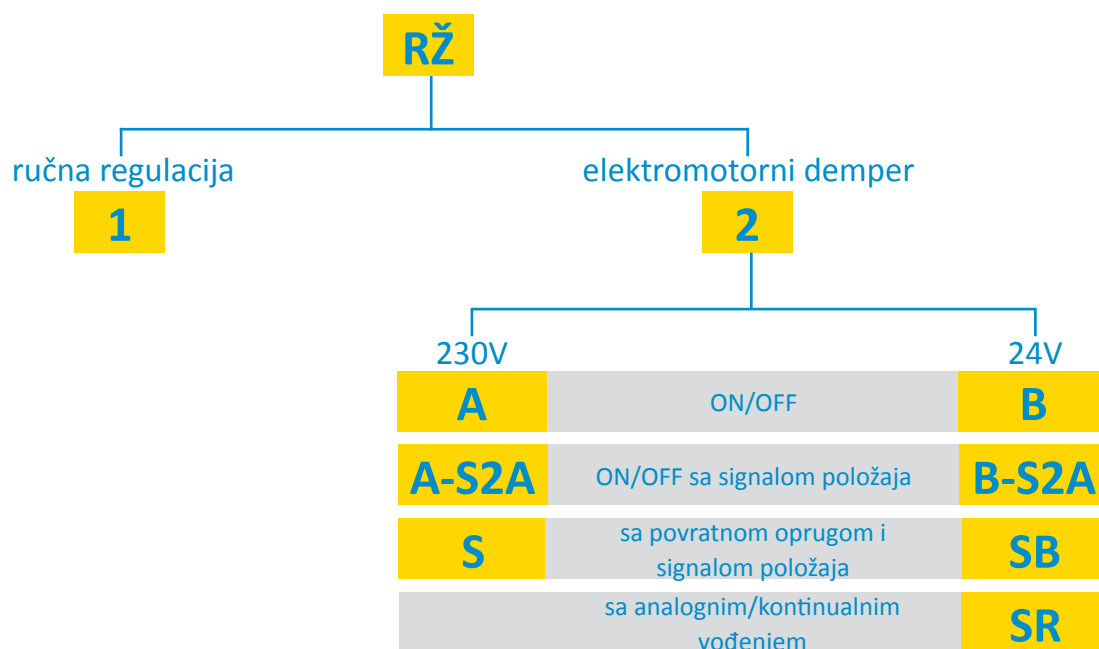 RŽ
ručna regulacija
elektromotorni demper
1
2
230V
24V
A
ON/OFF
B
A-S2A
ON/OFF sa signalom položaja
B-S2A
S
sa povratnom oprugom i
signalom položaja
SB
sa analognim/kontinualnim
vođenjem
SR